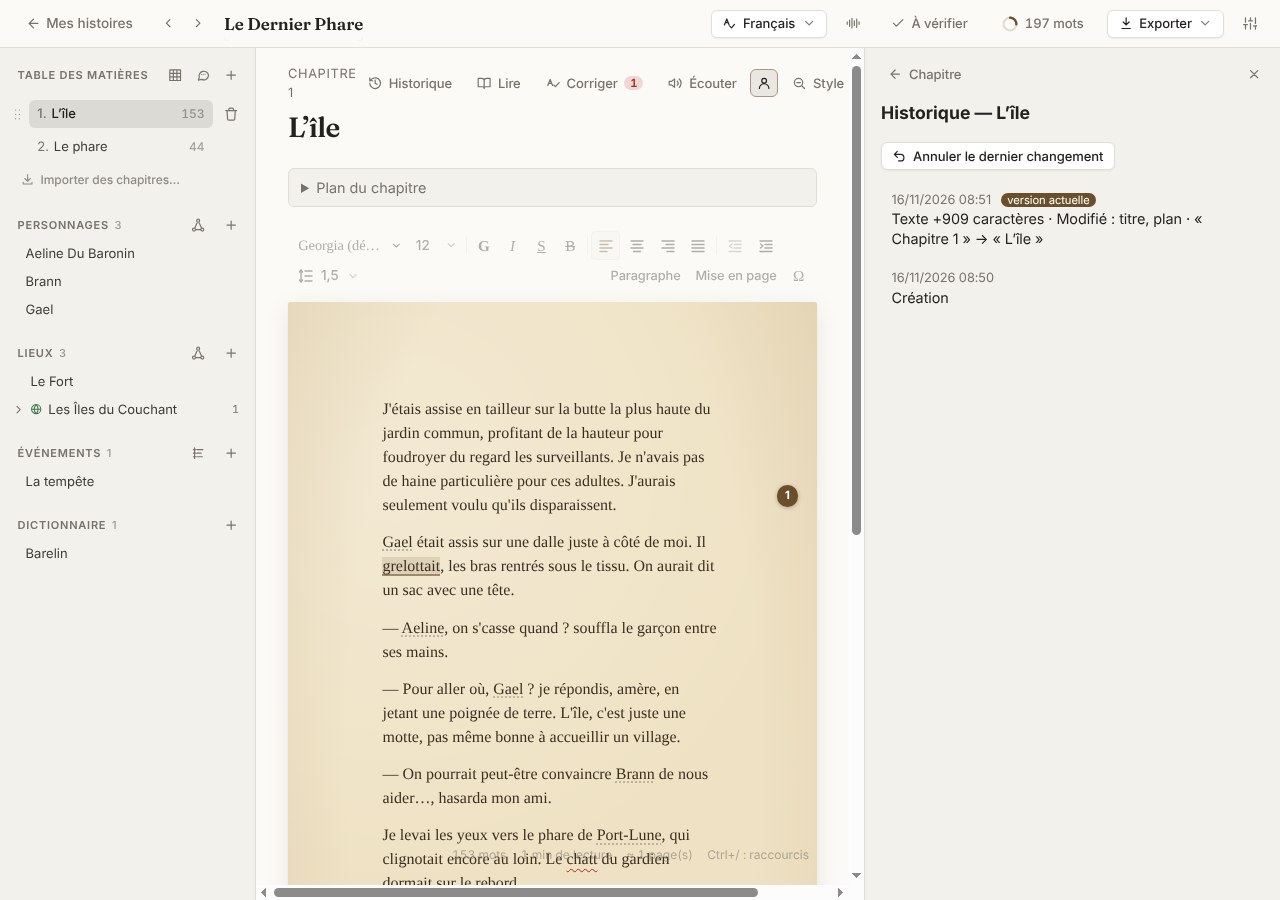 Mes histoires
Le Dernier Phare
Français
À vérifier
197 mots
Exporter
TABLE DES MATIÈRES
1. L'île 153
2. Le phare 44
Importer des chapitres...
PERSONNAGES 3
Aeline Du Baronin
Brann
Gael
LIEUX 3
Le Fort
Les Îles du Couchant 1
ÉVÉNEMENTS 1
La tempête
DICTIONNAIRE 1
Barelin
CHAPITRE
1
Historique
Lire
Corriger 1
Écouter
Style
L'île
Plan du chapitre
Georgia (dé… 12 G I S B
1,5 Paragraphe Mise en page Ω
J'étais assise en tailleur sur la butte la plus haute du
jardin commun, profitant de la hauteur pour
foudroyer du regard les surveillants. Je n'avais pas
de haine particulière pour ces adultes. J'aurais
seulement voulu qu'ils disparaissent.
1
Gael était assis sur une dalle juste à côté de moi. Il
grelottait, les bras rentrés sous le tissu. On aurait dit
un sac avec une tête.
— Aeline, on s'casse quand ? souffla le garçon entre
ses mains.
— Pour aller où, Gael ? je répondis, amère, en
jetant une poignée de terre. L'île, c'est juste une
motte, pas même bonne à accueillir un village.
— On pourrait peut-être convaincre Brann de nous
aider…, hasarda mon ami.
Je levai les yeux vers le phare de Port-Lune, qui
clignotait encore au loin. Le chatt du gardien
dormait sur le rebord.
153 mots 1 min de lecture ≈ 1 page(s) Ctrl+/ : raccourcis
Chapitre
Historique — L'île
Annuler le dernier changement
16/11/2026 08:51 version actuelle
Texte +909 caractères · Modifié : titre, plan · «
Chapitre 1 » → « L'île »
16/11/2026 08:50
Création